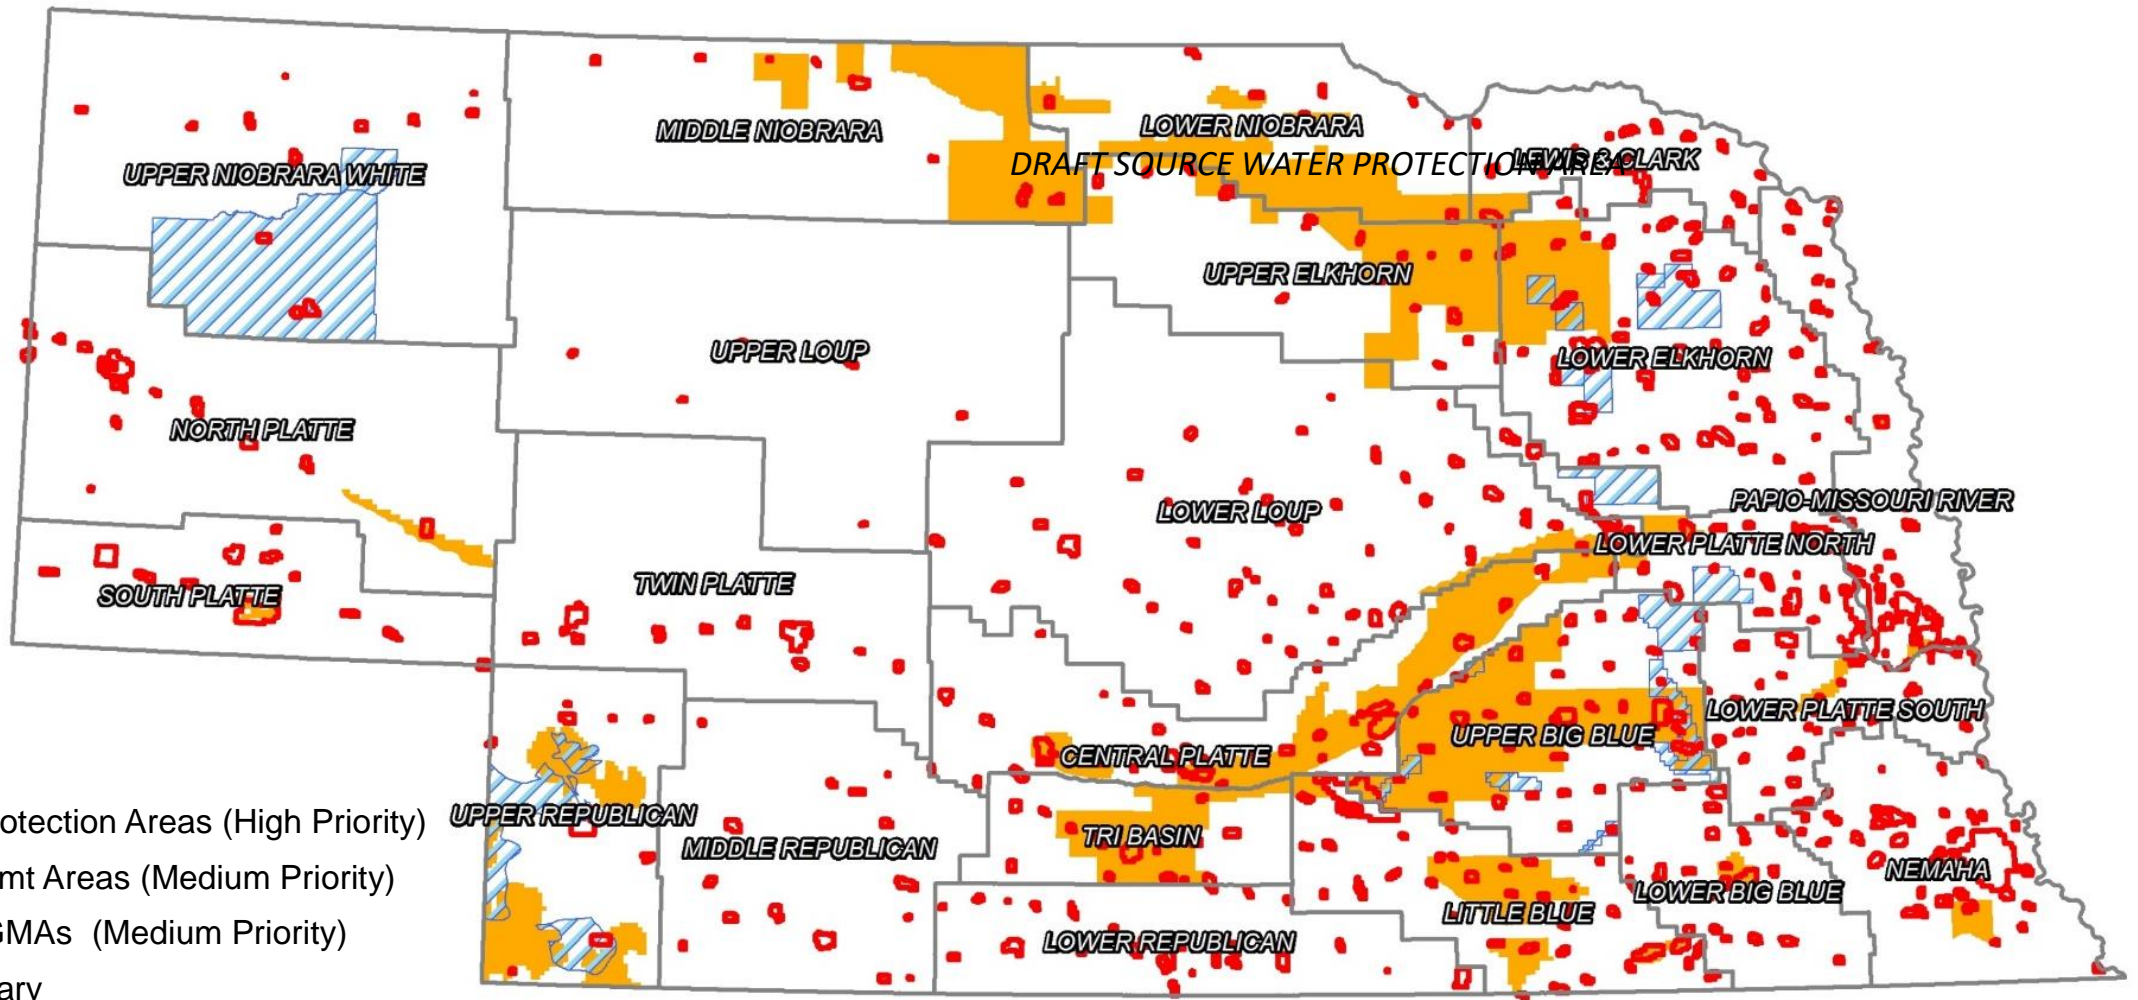 MIDDLE NIOBRARA
LOWER NIOBRARA
DRAFT SOURCE WATER PROTECTION AREA
LEWIS & CLARK
UPPER NIOBRARA WHITE
UPPER ELKHORN
UPPER LOUP
LOWER ELKHORN
NORTH PLATTE
LOWER LOUP
PAPIO-MISSOURI RIVER
LOWER PLATTE NORTH
TWIN PLATTE
SOUTH PLATTE
LOWER PLATTE SOUTH
UPPER BIG BLUE
CENTRAL PLATTE
UPPER REPUBLICAN
TRI BASIN
MIDDLE REPUBLICAN
NEMAHA
LOWER BIG BLUE
LITTLE BLUE
LOWER REPUBLICAN
otection Areas (High Priority)
mt Areas (Medium Priority)
GMAs (Medium Priority)
ary